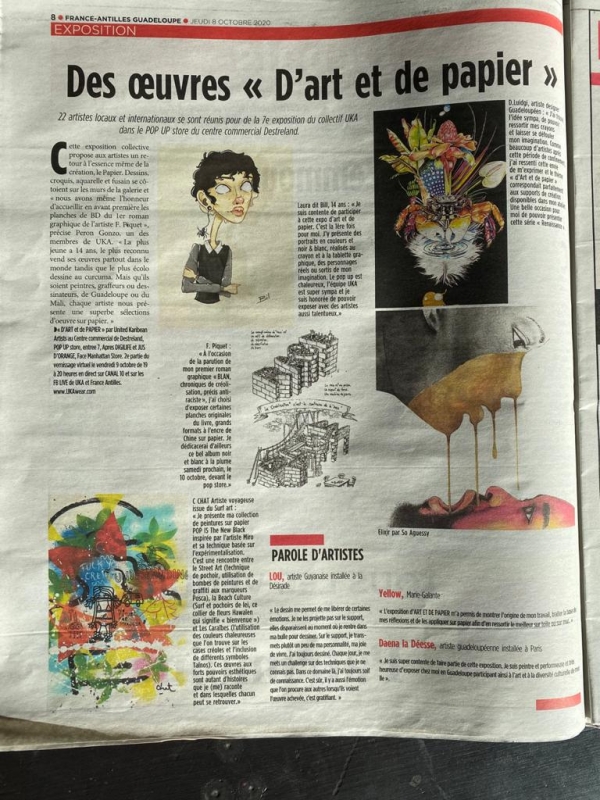 8 ● FRANCE-ANTILLES GUADELOUPE ● JEUDI 8 OCTOBRE 2020
EXPOSITION
Des œuvres « D'art et de papier »
22 artistes locaux et internationaux se sont réunis pour de la 7e exposition du collectif UKA
dans le POP UP store du centre commercial Destreland.
Cette exposition collective
propose aux artistes un re-
tour à l'essence même de la
création, le Papier. Dessins,
croquis, aquarelle et fusain se cô-
toient sur les murs de la galerie et
« nous avons même l'honneur
d'accueillir en avant première les
planches de BD du 1er roman
graphique de l'artiste F. Piquet »,
précise Peron Gonzo, un des
membres de UKA. « La plus
jeune a 14 ans, le plus reconnu
vend ses œuvres partout dans le
monde tandis que le plus écolo
dessine au curcuma. Mais qu'ils
soient peintres, graffeurs ou des-
sinateurs, de Guadeloupe ou du
Mali, chaque artiste nous pré-
sente une superbe sélections
d'oeuvre sur papier. »
« D'ART et de PAPIER » par United Karibean
Artists au Centre commercial de Destreland,
POP UP store, entree 7, Apres DIGILIFE et JUS
D'ORANGE, Face Manhattan Store. 2e partie du
vernissage virtuel le vendredi 9 octobre de 19
à 20 heures en direct sur CANAL 10 et sur les
FB LIVE de UKA et France Antilles.
www.UKAwear.com
Laura dit Bill, 14 ans : « Je
suis contente de participer
à cette expo d'art et de
papier. C'est la 1ère fois
pour moi. J'y présente des
portraits en couleurs et
noir & blanc, réalises au
crayon et à la tablette gra-
phique, des personnages
réels ou sortis de mon
imagination. Le pop up est
chaleureux, l'équipe UKA
est super sympa et je
suis honorée de pouvoir
exposer avec des artistes
aussi talentueux.»
D.Luidgi, artiste designer
Guadeloupéen : « J'ai
idée sympa, de pouvoir
ressortir mes crayons
et laisser se défouler
mon imagination. Comme
beaucoup d'artistes après
cette période de confinement
j'ai ressenti cette envie
de m'exprimer et le thème
« d'Art et de papier »
correspondait parfaitement
aux supports de création
disponibles dans mon atelier
Une belle occasion pour
moi de pouvoir présenter
cette série « Renaissance ».
F. Piquet :
« À l'occasion
de la parution de
mon premier roman
graphique « BLAN,
chroniques de créoli-
sation, précis anti-
raciste », j'ai choisi
d'exposer certaines
planches originales
du livre, grands
formats à l'encre de
Chine sur papier. Je
dédicacerai d'ailleurs
ce bel album noir
et blanc à la plume
samedi prochain, le
10 octobre, devant le
pop store.»
Elixir par So Aguessy
C CHAT Artiste voyageuse
issue du Surf art :
« Je présente ma collection
de peintures sur papier
POP IS The New Black
inspirée par l'artiste Miro
et sa technique basée sur
l'expérimentalisation.
C'est une rencontre entre
le Street Art (technique
de pochoir, utilisation de
bombes de peintures et de
graffiti aux marqueurs
Posca), la Beach Culture
(Surf et pochoirs de lei, ce
collier de fleurs Hawaïen
qui signifie « bienvenue »)
et Les Caraïbes (l'utilisation
des couleurs chaleureuses
que l'on trouve sur les
cases créoles et l'inclusion
de différents symboles
Taïnos). Ces œuvres aux
forts pouvoirs esthétiques
sont autant d'histoires
que je (me) raconte
et dans lesquelles chacun
peut se retrouver.»
PAROLE D'ARTISTES
LOU, artiste Guyanaise installée à la
Désirade
« Le dessin me permet de me libérer de certaines
émotions. Je ne les projette pas sur le support,
elles disparaissent au moment où je rentre dans
ma bulle pour dessiner. Sur le support, je trans-
mets plutôt un peu de ma personnalité, ma joie
de vivre. J'ai toujours dessiné. Chaque jour, je me
mets un challenge sur des techniques que je ne
connais pas. Dans ce domaine là, j'ai toujours soif
de connaissance. C'est sûr, il y a aussi l'émotion
que l'on procure aux autres lorsqu'ils voient
l'œuvre achevée, c'est gratifiant. »
Yellow, Marie-Galante
« L'exposition d'ART ET DE PAPIER m'a permis de montrer l'origine de mon travail,
mes réflexions et de les appliquer sur papier afin d'en ressortir le meilleur
Daena la Déesse, artiste guadeloupéenne installée à Paris
« Je suis super contente de faire partie de cette exposition. Je suis peintre et performeuse et
heureuse d'exposer chez moi en Guadeloupe participant ainsi à l'art et à la diversité culturelle
île ».
Bill
chat